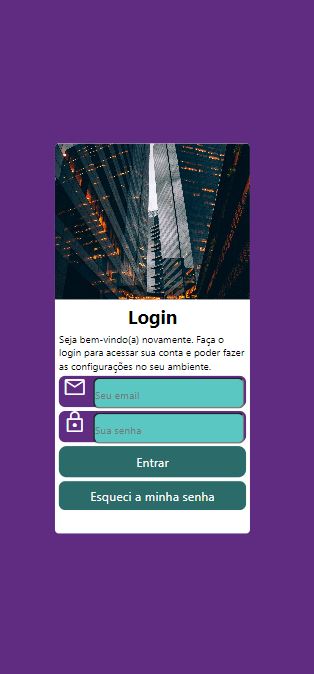 Login
Seja bem-vindo(a) novamente. Faça o
login para acessar sua conta e poder fazer
as configurações no seu ambiente.
Seu email
Sua senha
Entrar
Esqueci a minha senha